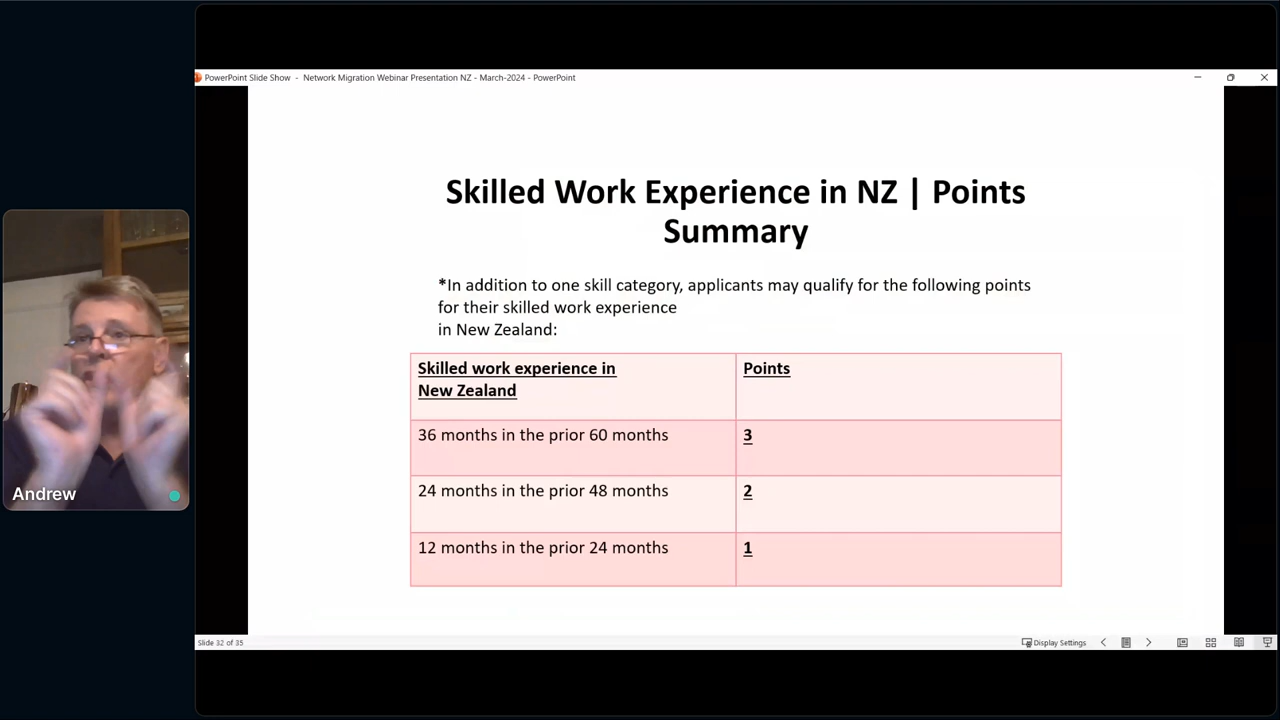 PowerPoint Slide Show - Network Migration Webinar Presentation NZ - March-2024 - PowerPoint
Skilled Work Experience in NZ | Points
Summary
*In addition to one skill category, applicants may qualify for the following points
for their skilled work experience
in New Zealand:
Skilled work experience in
New Zealand
Points
36 months in the prior 60 months
3
24 months in the prior 48 months
2
12 months in the prior 24 months
1
Andrew
Slide 32 of 35
Display Settings